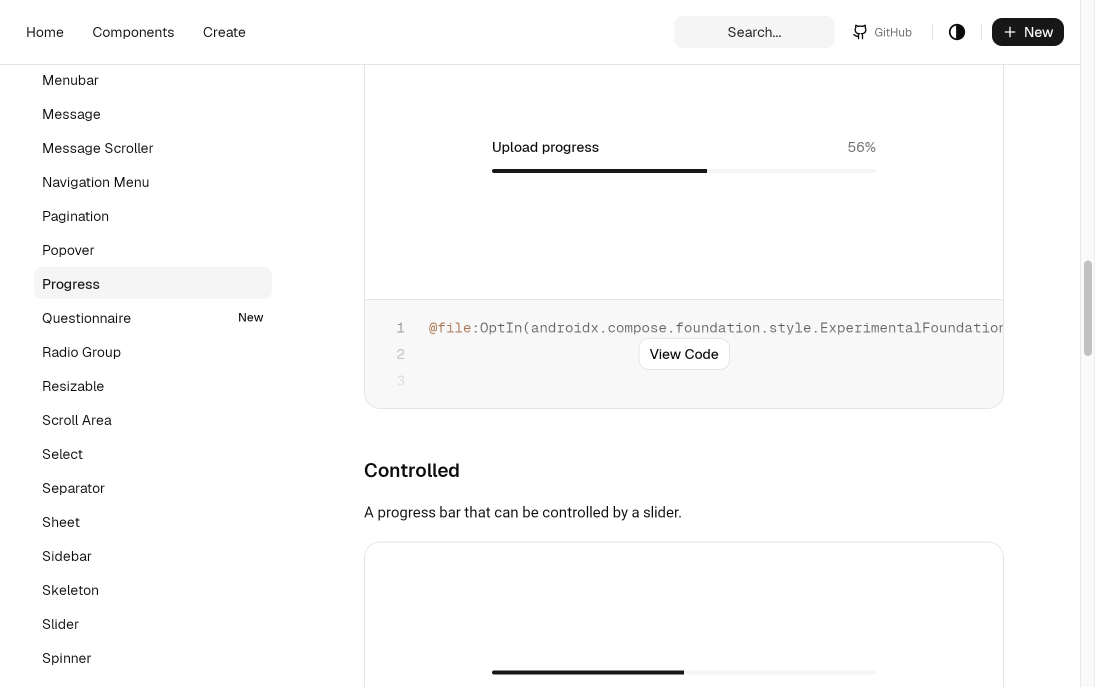 Home
Components
Create
Search...
GitHub
New
Menubar
Message
Message Scroller
Navigation Menu
Pagination
Popover
Progress
Questionnaire New
Radio Group
Resizable
Scroll Area
Select
Separator
Sheet
Sidebar
Skeleton
Slider
Spinner
Upload progress 56%
1 @file:OptIn(androidx.compose.foundation.style.ExperimentalFoundation
2
View Code
3
Controlled
A progress bar that can be controlled by a slider.